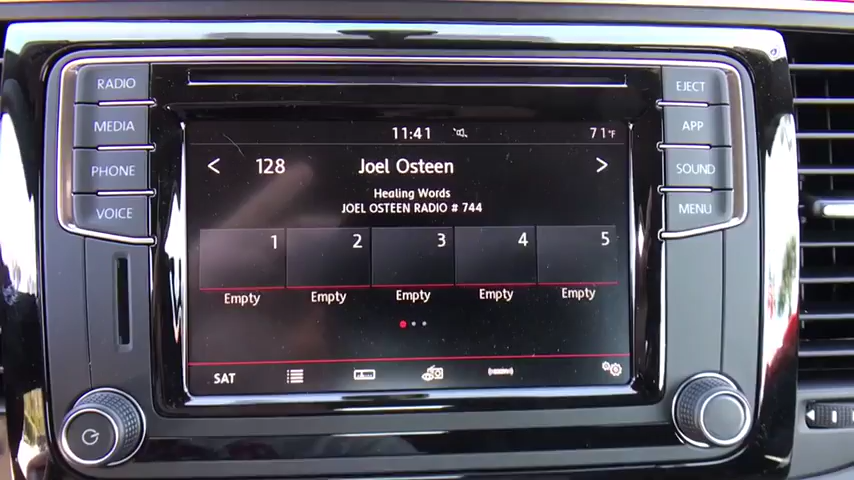 RADIO
MEDIA
PHONE
VOICE
EJECT
APP
SOUND
MENU
11:41
71°F
< 128 Joel Osteen >
Healing Words
JOEL OSTEEN RADIO # 744
1 2 3 4 5
Empty Empty Empty Empty Empty
SAT